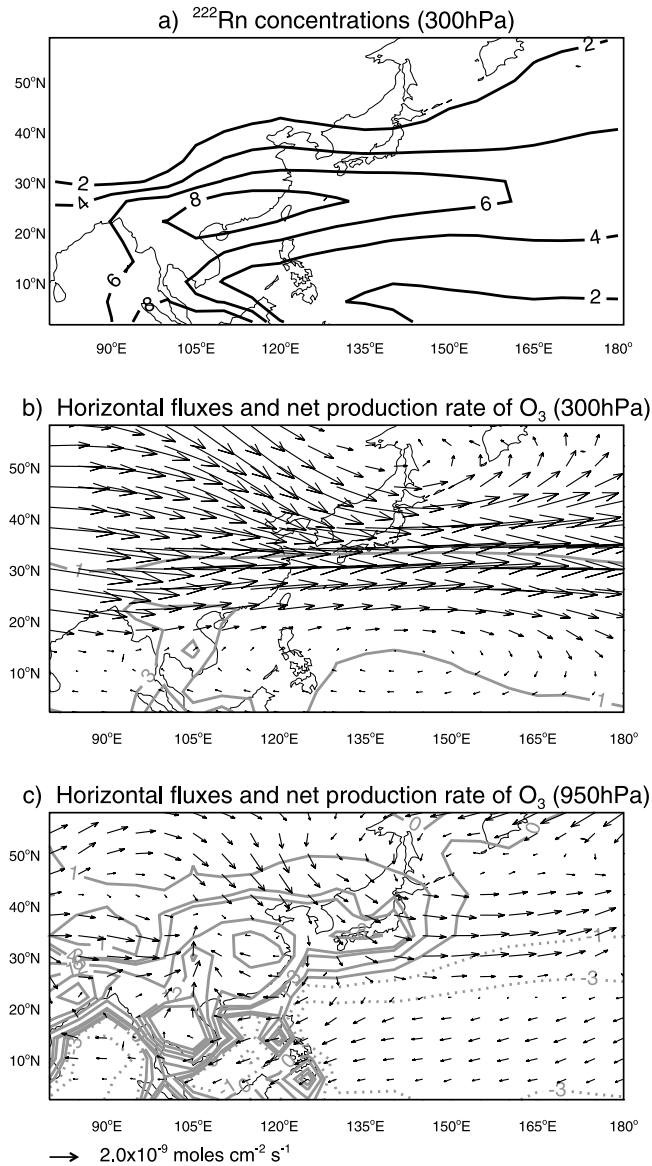 a) ²²²Rn concentrations (300hPa)
50°N
40°N
30°N
20°N
10°N
2
2
4
8
6
4
6
8
2
90°E 105°E 120°E 135°E 150°E 165°E 180°
b) Horizontal fluxes and net production rate of O₃ (300hPa)
50°N
40°N
30°N
20°N
10°N
1
3
1
90°E 105°E 120°E 135°E 150°E 165°E 180°
c) Horizontal fluxes and net production rate of O₃ (950hPa)
50°N
40°N
30°N
20°N
10°N
0
0
1
1
-3
-3
90°E 105°E 120°E 135°E 150°E 165°E 180°
2.0x10⁻⁹ moles cm⁻² s⁻¹